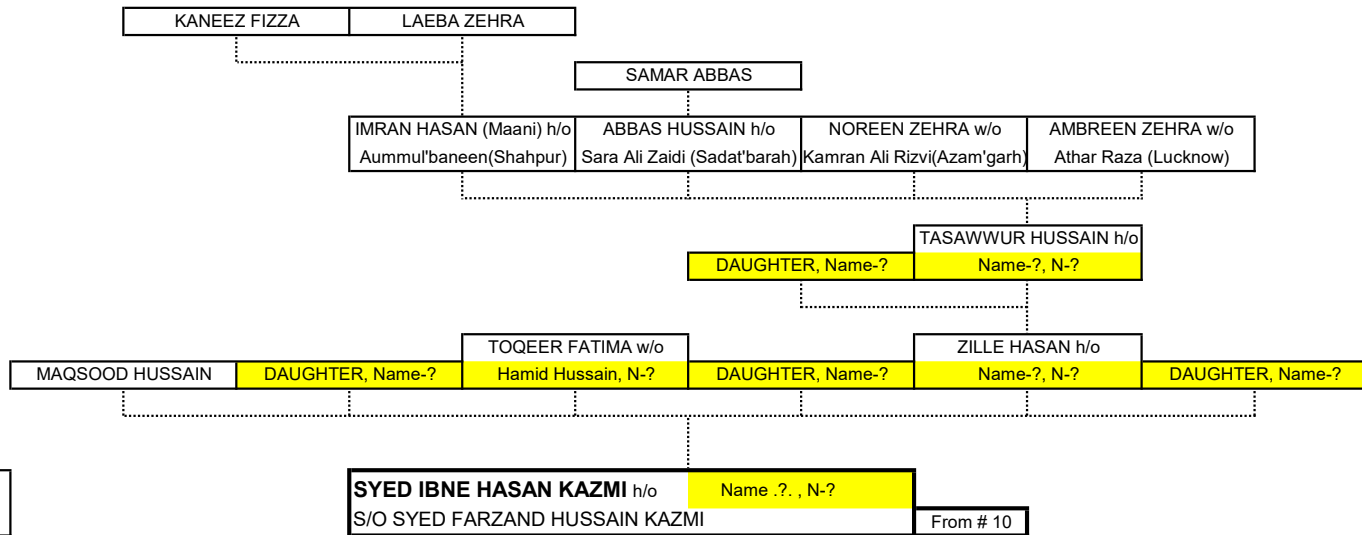 KANEEZ FIZZA LAEBA ZEHRA
SAMAR ABBAS
IMRAN HASAN (Maani) h/o ABBAS HUSSAIN h/o NOREEN ZEHRA w/o AMBREEN ZEHRA w/o
Aummul'baneen(Shahpur) Sara Ali Zaidi (Sadat'barah) Kamran Ali Rizvi(Azam'garh) Athar Raza (Lucknow)
TASAWWUR HUSSAIN h/o
DAUGHTER, Name-? Name-?, N-?
TOQEER FATIMA w/o ZILLE HASAN h/o
MAQSOOD HUSSAIN DAUGHTER, Name-? Hamid Hussain, N-? DAUGHTER, Name-? Name-?, N-? DAUGHTER, Name-?
SYED IBNE HASAN KAZMI h/o Name .?. , N-?
S/O SYED FARZAND HUSSAIN KAZMI From # 10